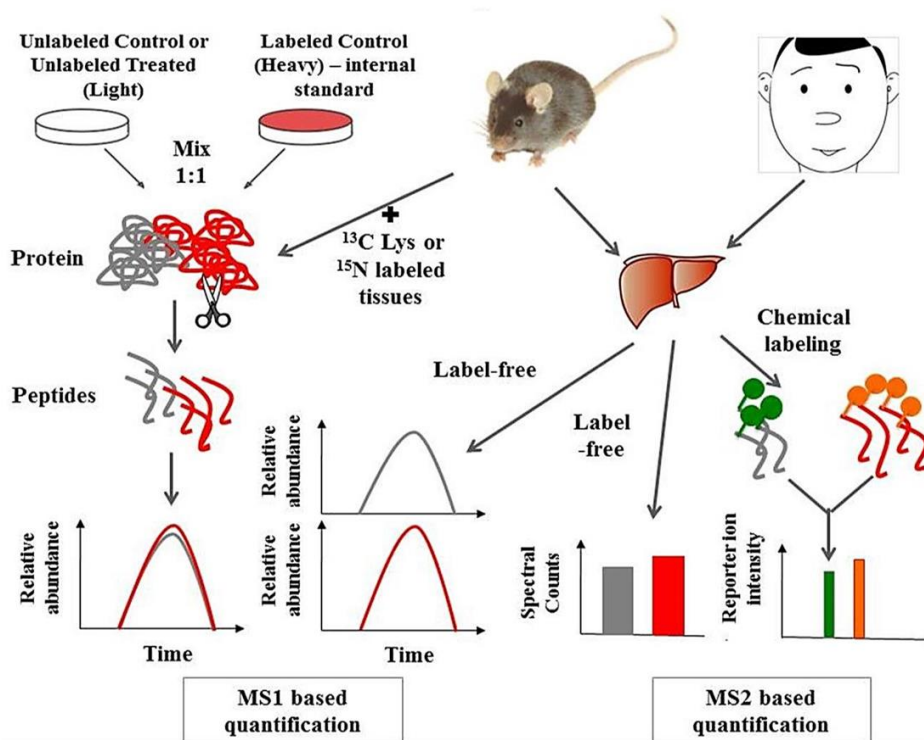 Unlabeled Control or
Unlabeled Treated
(Light)
Labeled Control
(Heavy) – internal
standard
Mix
1:1
Protein
+
¹³C Lys or
¹⁵N labeled
tissues
Peptides
Chemical
labeling
Label-free
Label
-free
Relative
abundance
Relative
abundance
Time
Relative
abundance
Time
Spectral
Counts
Reporter ion
intensity
MS1 based
quantification
MS2 based
quantification